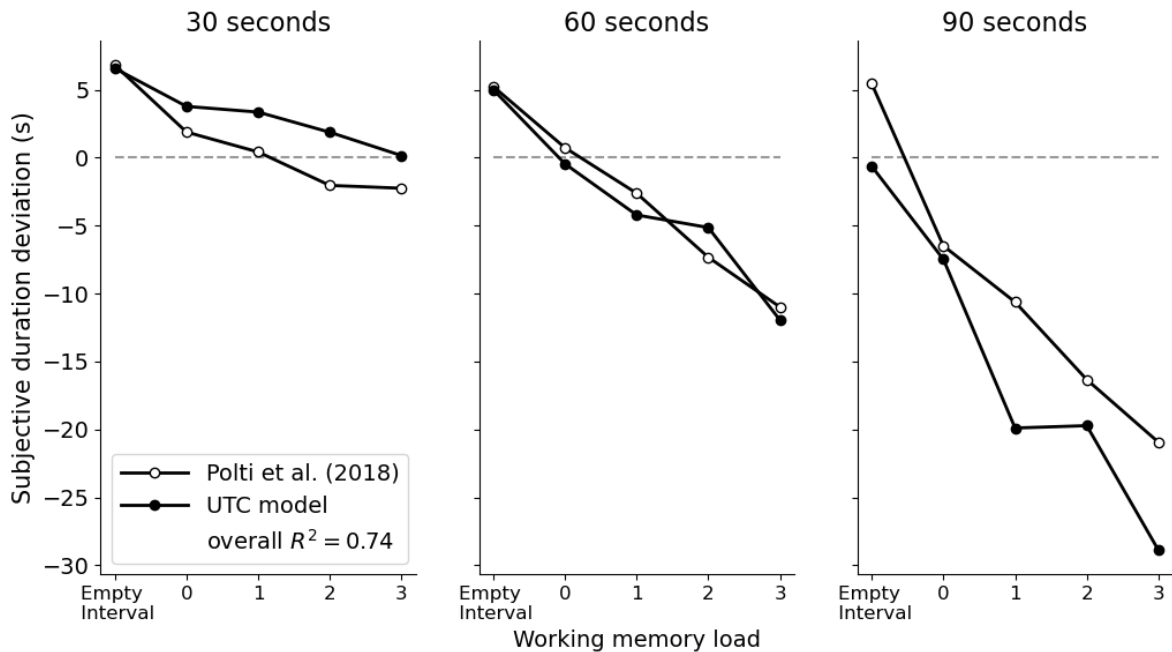 30 seconds
60 seconds
90 seconds
Subjective duration deviation (s)
5
0
−5
−10
−15
−20
−25
−30
Polti et al. (2018)
UTC model
overall R² = 0.74
Empty Interval 0 1 2 3
Empty Interval 0 1 2 3
Empty Interval 0 1 2 3
Working memory load